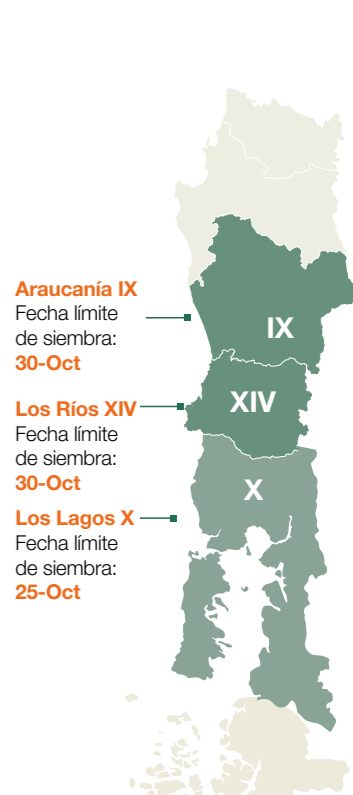 Araucanía IX
Fecha límite
de siembra:
30-Oct
Los Ríos XIV
Fecha límite
de siembra:
30-Oct
Los Lagos X
Fecha límite
de siembra:
25-Oct
IX
XIV
X